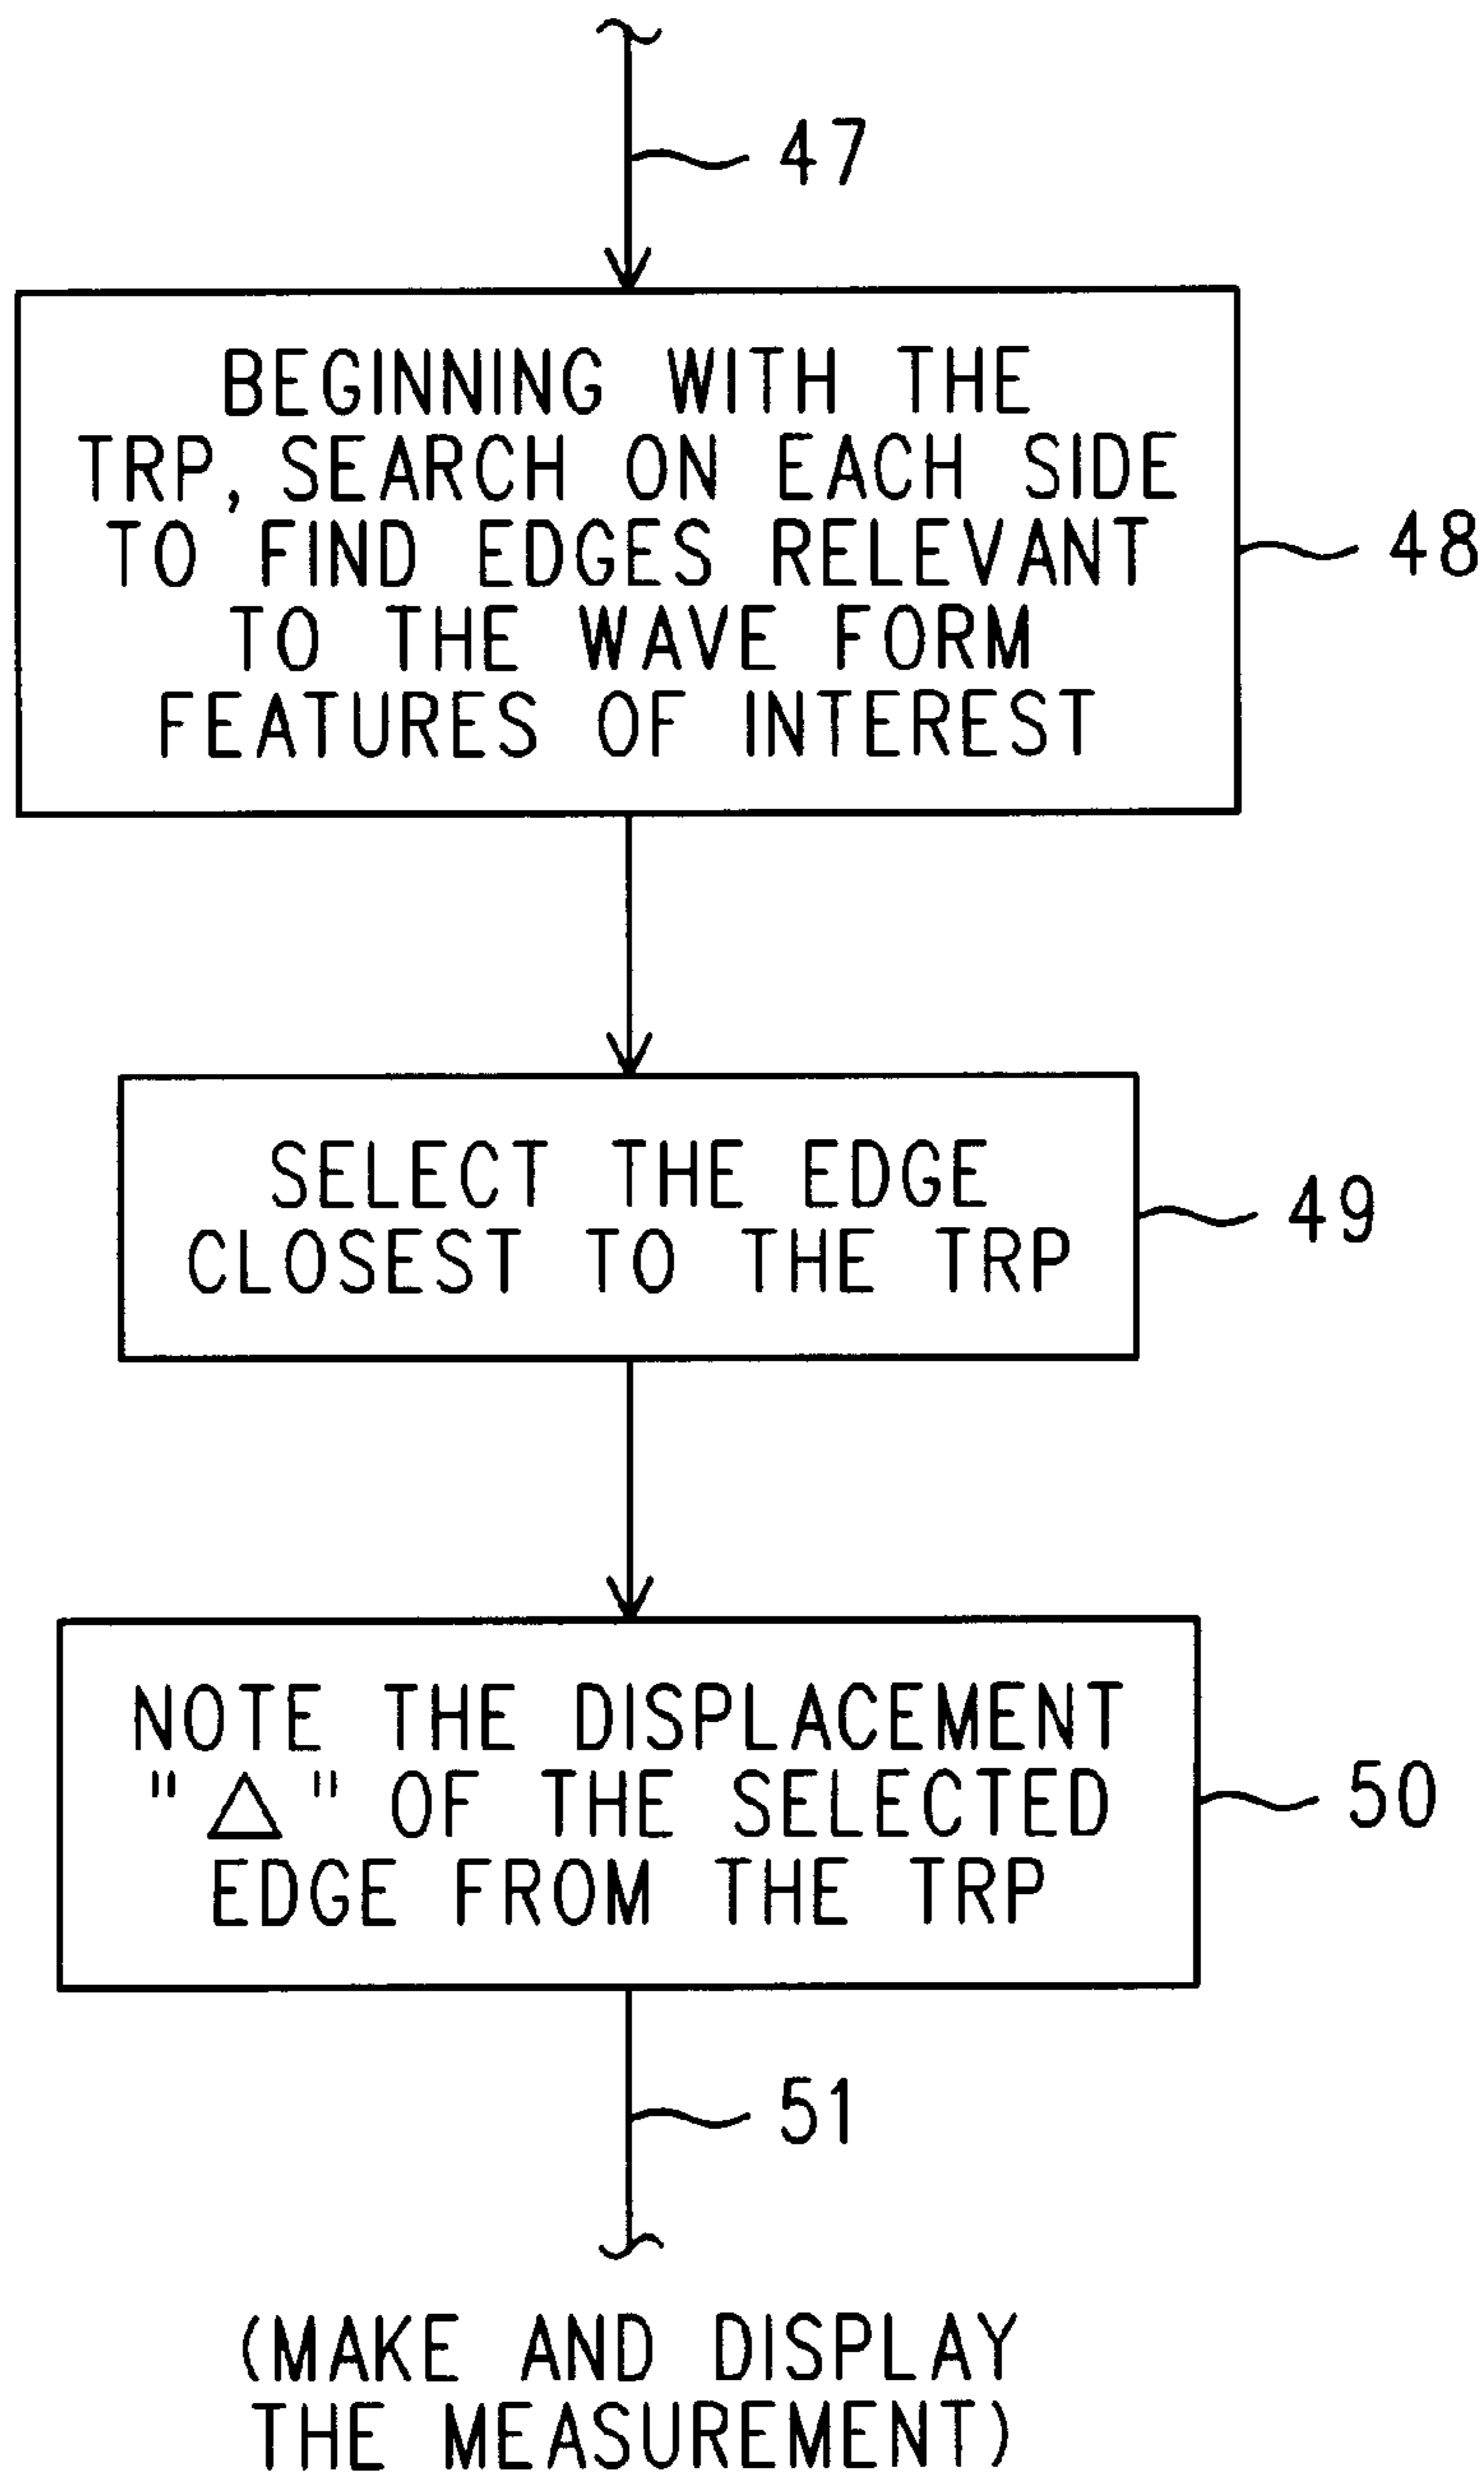 47
BEGINNING WITH THE
TRP, SEARCH ON EACH SIDE
TO FIND EDGES RELEVANT
TO THE WAVE FORM
FEATURES OF INTEREST
48
SELECT THE EDGE
CLOSEST TO THE TRP
49
NOTE THE DISPLACEMENT
"△" OF THE SELECTED
EDGE FROM THE TRP
50
51
(MAKE AND DISPLAY
THE MEASUREMENT)